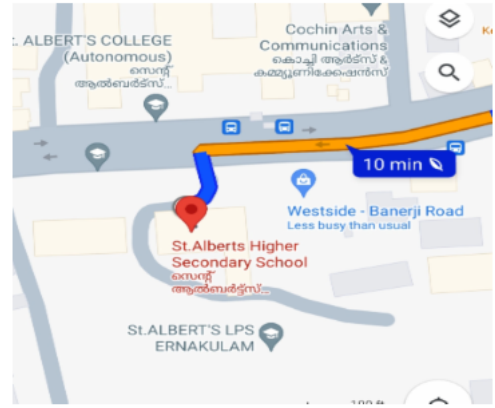 . ALBERT'S COLLEGE
(Autonomous)
സെന്റ്
ആൽബർട്ട്സ്...
Cochin Arts &
Communications
കൊച്ചി ആർട്സ് &
കമ്മ്യൂണിക്കേഷൻസ്
Ke
10 min
Westside - Banerji Road
Less busy than usual
St.Alberts Higher
Secondary School
സെന്റ്
ആൽബർട്ട്സ്...
St.ALBERT'S LPS
ERNAKULAM